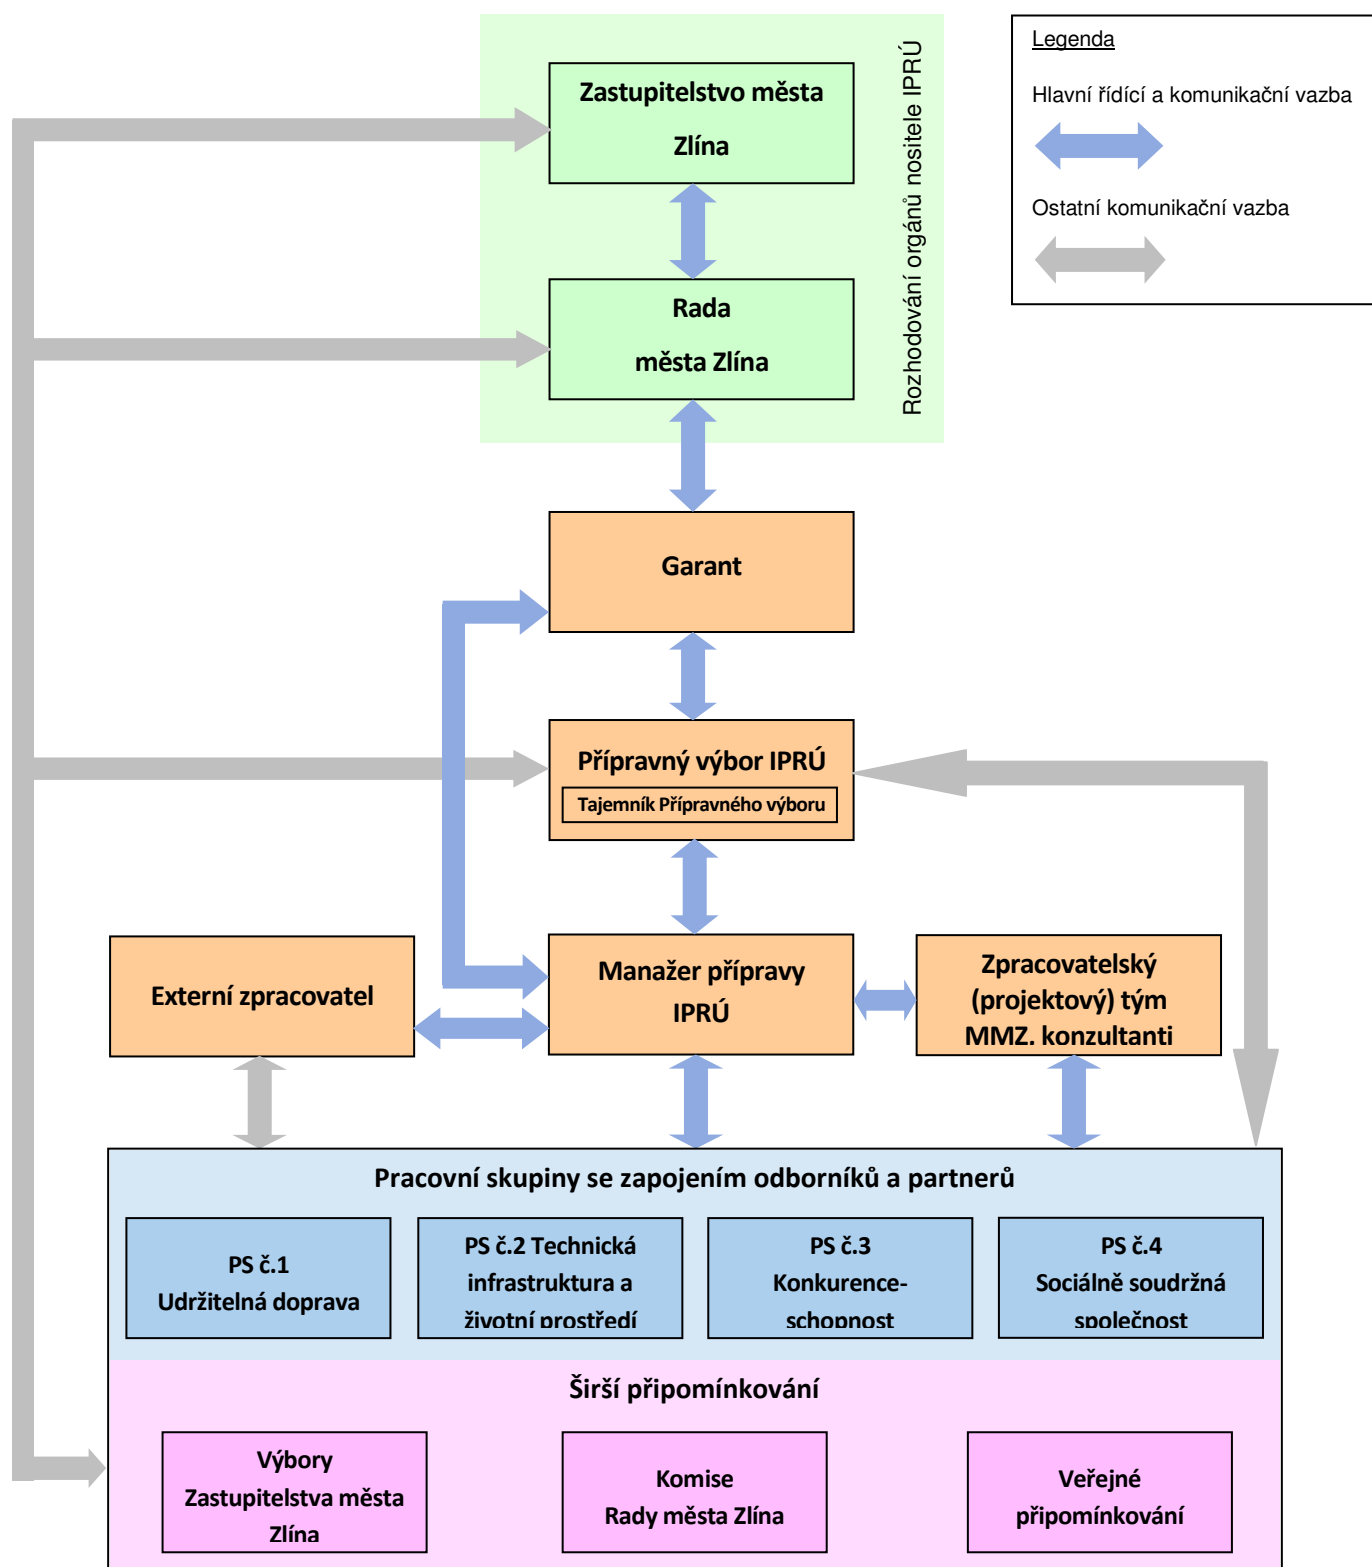 Legenda
Hlavní řídící a komunikační vazba
Ostatní komunikační vazba
Rozhodování orgánů nositele IPRÚ
Zastupitelstvo města
Zlína
Rada
města Zlína
Garant
Přípravný výbor IPRÚ
Tajemník Přípravného výboru
Externí zpracovatel
Manažer přípravy
IPRÚ
Zpracovatelský
(projektový) tým
MMZ. konzultanti
Pracovní skupiny se zapojením odborníků a partnerů
PS č.1
Udržitelná doprava
PS č.2 Technická
infrastruktura a
životní prostředí
PS č.3
Konkurence-
schopnost
PS č.4
Sociálně soudržná
společnost
Širší připomínkování
Výbory
Zastupitelstva města
Zlína
Komise
Rady města Zlína
Veřejné
připomínkování